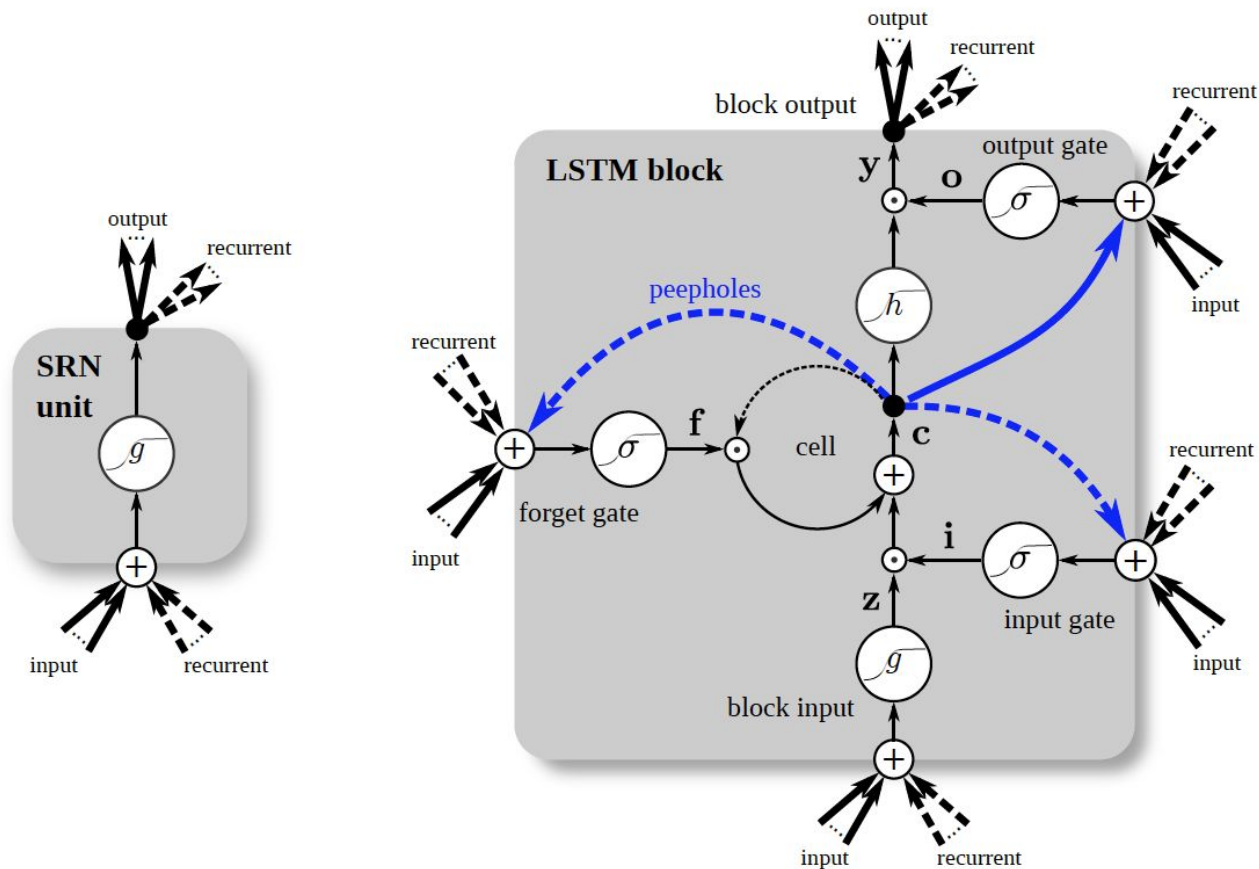 output
recurrent
SRN
unit
g
+
input
recurrent
output
recurrent
block output
recurrent
LSTM block
output gate
y
o
σ
+
input
peepholes
h
recurrent
+
σ
f
cell
c
+
forget gate
input
recurrent
i
σ
+
input gate
input
z
g
block input
+
input
recurrent